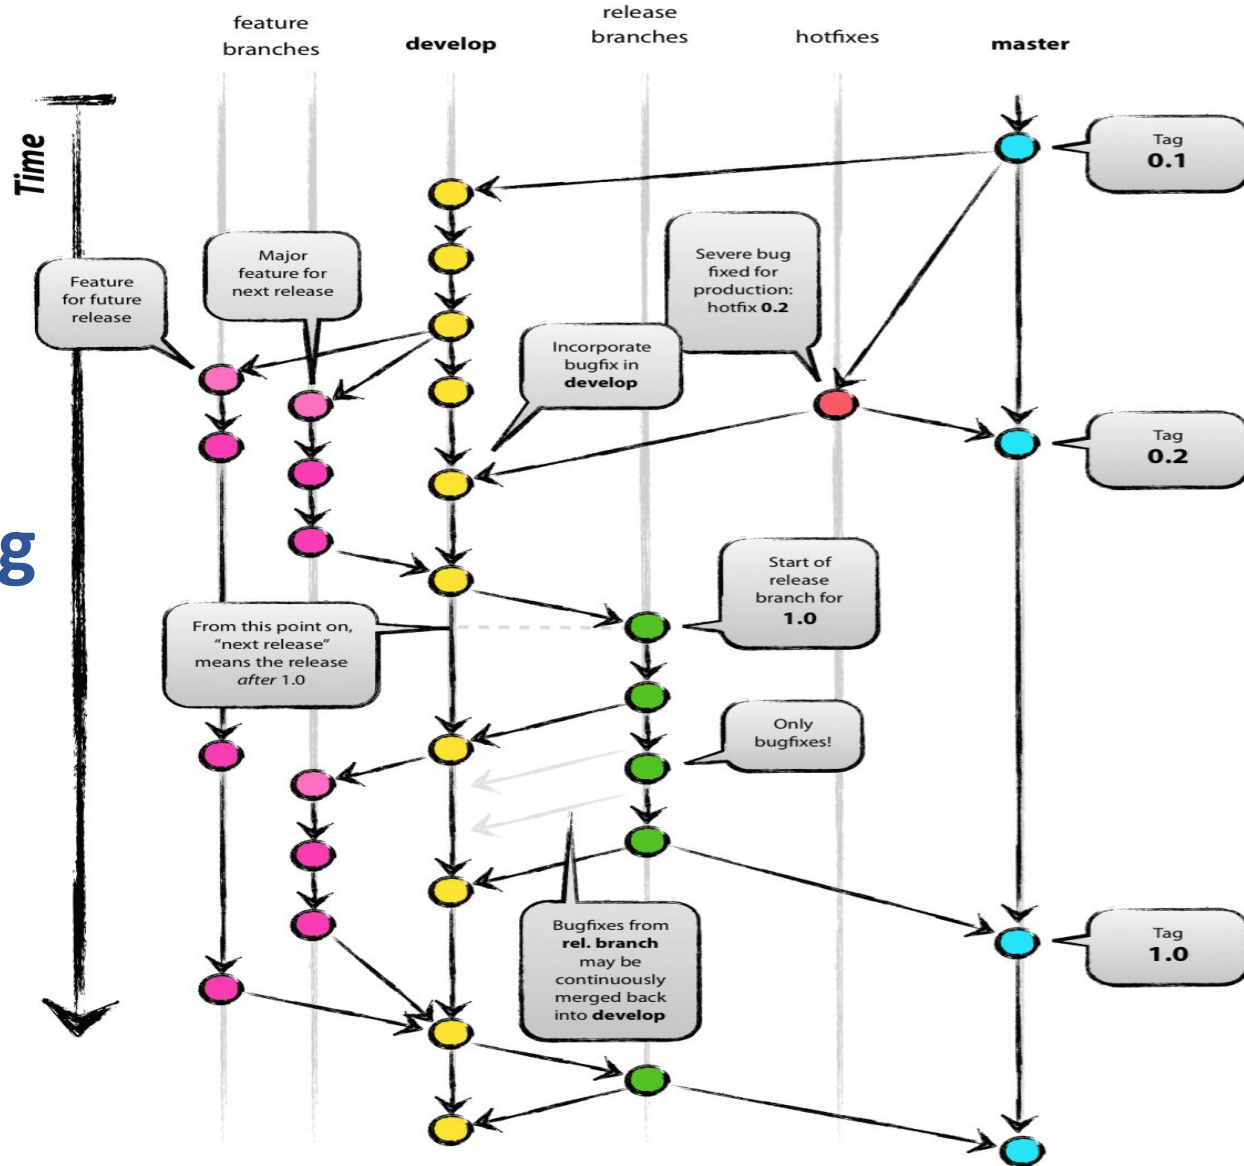 feature
branches
develop
release
branches
hotfixes
master
Time
Tag
0.1
Major
feature for
next release
Severe bug
fixed for
production:
hotfix 0.2
Feature
for future
release
Incorporate
bugfix in
develop
Tag
0.2
g
Start of
release
branch for
1.0
From this point on,
“next release”
means the release
after 1.0
Only
bugfixes!
Bugfixes from
rel. branch
may be
continuously
merged back
into develop
Tag
1.0